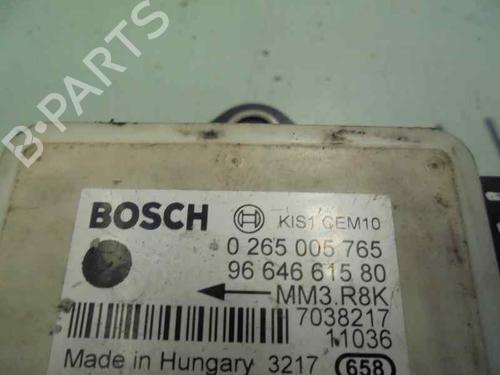 B-PARTS
BOSCH KIS1 CEM10
0 265 005 765
96 646 615 80
MM3.R8K
7038217
11036
Made in Hungary 3217 658